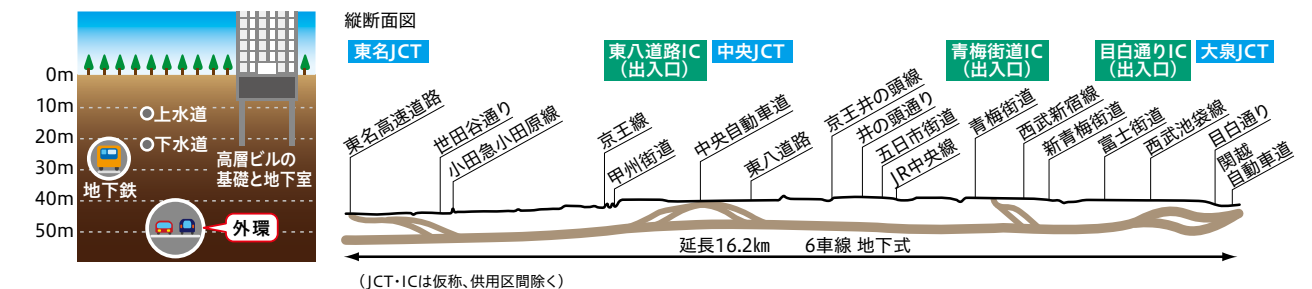 0m
10m
20m
30m
40m
50m
上水道
下水道
高層ビルの
基礎と地下室
地下鉄
外環
縦断面図
東名JCT
東八道路IC
（出入口）
中央JCT
青梅街道IC
（出入口）
目白通りIC
（出入口）
大泉JCT
東名高速道路
世田谷通り
小田急小田原線
京王線
甲州街道
中央自動車道
東八道路
京王井の頭線
井の頭通り
五日市街道
JR中央線
青梅街道
西武新宿線
新青梅街道
富士街道
西武池袋線
目白通り
関越
自動車道
延長16.2km 6車線 地下式
（JCT・ICは仮称、供用区間除く）